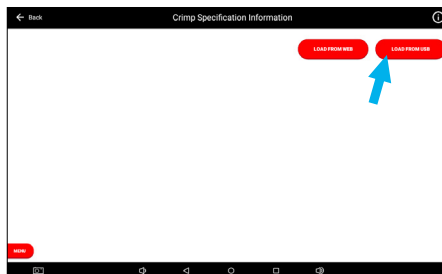 Back
Crimp Specification Information
LOAD FROM WEB
LOAD FROM USB
MENU